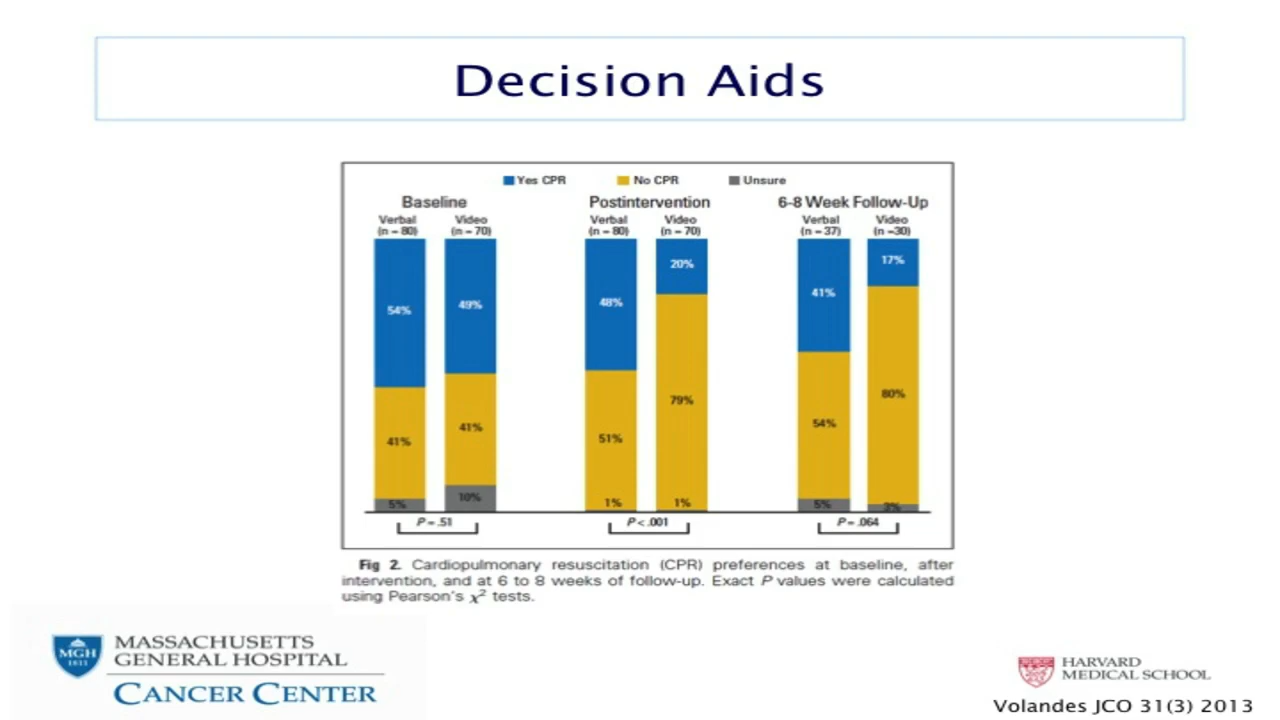 Decision Aids
Yes CPR No CPR Unsure
Baseline Postintervention 6-8 Week Follow-Up
Verbal Video Verbal Video Verbal Video
(n = 80) (n = 70) (n = 80) (n = 70) (n = 37) (n =30)
54% 49% 48% 20% 41% 17%
41% 41% 51% 79% 54% 80%
5% 10% 1% 1% 5% 3%
P = .51 P < .001 P = .064
Fig 2. Cardiopulmonary resuscitation (CPR) preferences at baseline, after
intervention, and at 6 to 8 weeks of follow-up. Exact P values were calculated
using Pearson's χ² tests.
MGH
1811
MASSACHUSETTS
GENERAL HOSPITAL
CANCER CENTER
HARVARD
MEDICAL SCHOOL
Volandes JCO 31(3) 2013